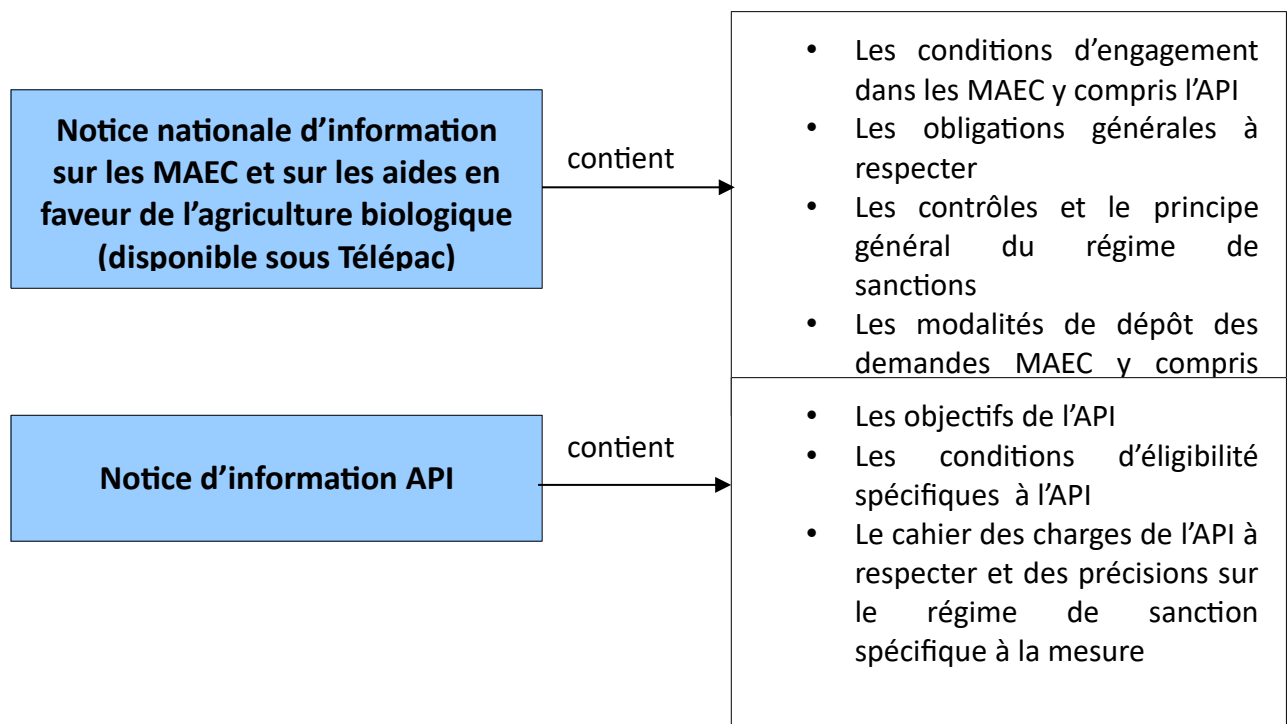 Notice nationale d’information
sur les MAEC et sur les aides en
faveur de l’agriculture biologique
(disponible sous Télépac)
contient
• Les conditions d’engagement
dans les MAEC y compris l’API
• Les obligations générales à
respecter
• Les contrôles et le principe
général du régime de
sanctions
• Les modalités de dépôt des
demandes MAEC y compris
Notice d’information API
contient
• Les objectifs de l’API
• Les conditions d’éligibilité
spécifiques à l’API
• Le cahier des charges de l’API à
respecter et des précisions sur
le régime de sanction
spécifique à la mesure